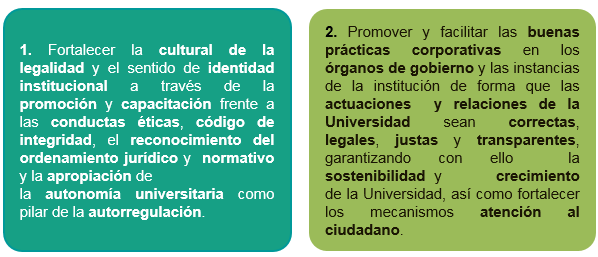 1. Fortalecer la cultural de la
legalidad y el sentido de identidad
institucional a través de la
promoción y capacitación frente a
las conductas éticas, código de
integridad, el reconocimiento del
ordenamiento jurídico y normativo
y la apropiación de
la autonomía universitaria como
pilar de la autorregulación.
2. Promover y facilitar las buenas
prácticas corporativas en los
órganos de gobierno y las instancias
de la institución de forma que las
actuaciones y relaciones de la
Universidad sean correctas,
legales, justas y transparentes,
garantizando con ello la
sostenibilidad y crecimiento
de la Universidad, así como fortalecer
los mecanismos atención al
ciudadano.